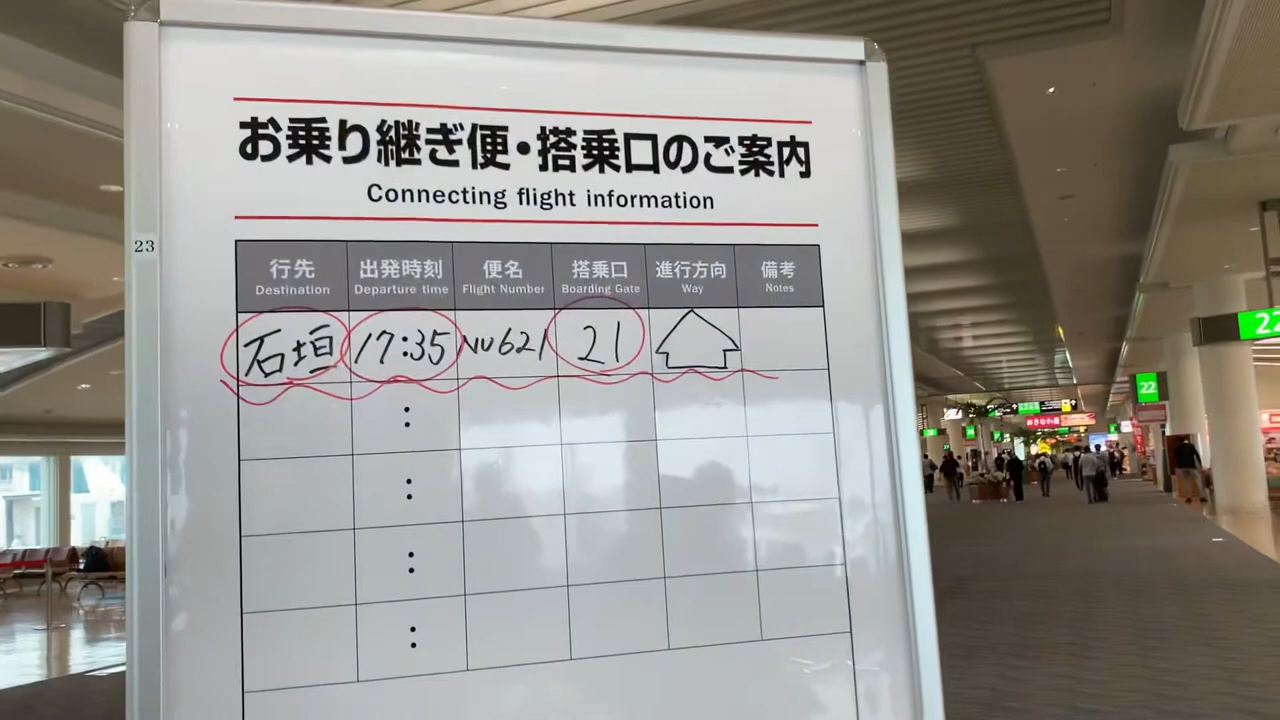 お乗り継ぎ便・搭乗口のご案内
Connecting flight information
23
行先 出発時刻 便名 搭乗口 進行方向 備考
Destination Departure time Flight Number Boarding Gate Way Notes
石垣 17:35 NU621 21
:
:
:
:
22
22